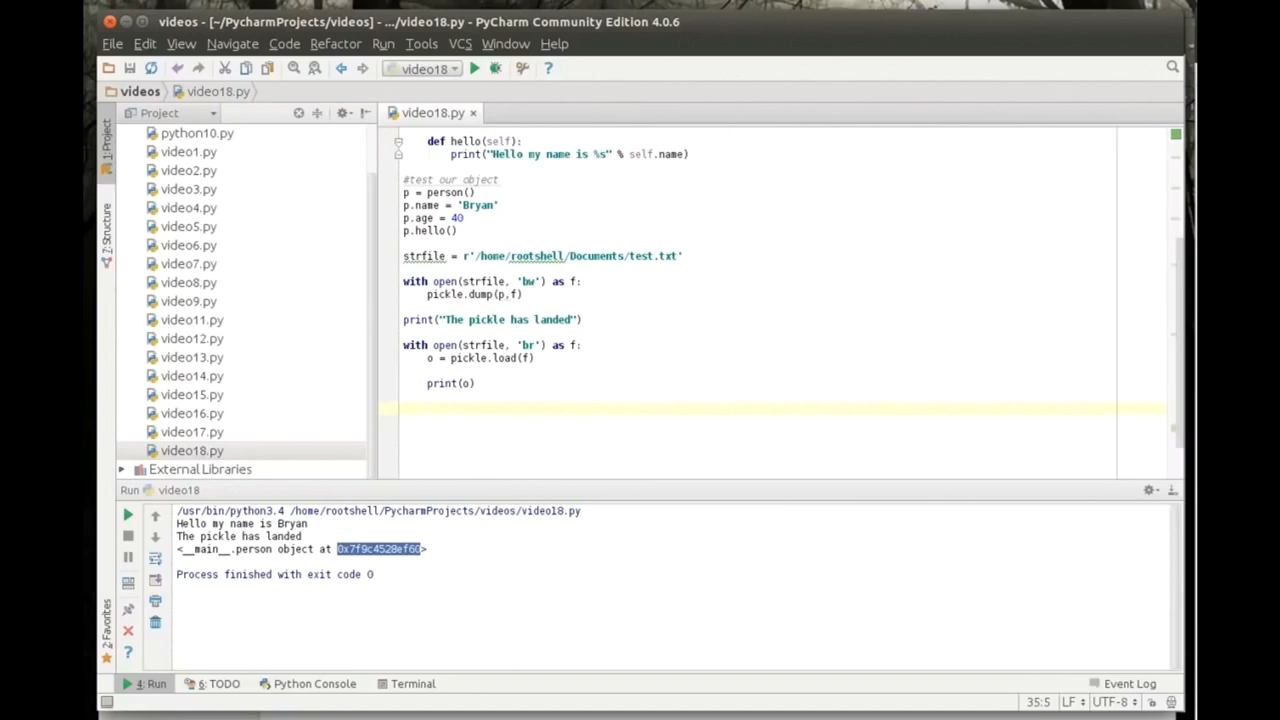 videos - [~/PycharmProjects/videos] - .../video18.py - PyCharm Community Edition 4.0.6
File Edit View Navigate Code Refactor Run Tools VCS Window Help
video18
videos video18.py
Project
video18.py
1: Project
7: Structure
2: Favorites
python10.py
video1.py
video2.py
video3.py
video4.py
video5.py
video6.py
video7.py
video8.py
video9.py
video11.py
video12.py
video13.py
video14.py
video15.py
video16.py
video17.py
video18.py
External Libraries
def hello(self):
print("Hello my name is %s" % self.name)
#test our object
p = person()
p.name = 'Bryan'
p.age = 40
p.hello()
strfile = r'/home/rootshell/Documents/test.txt'
with open(strfile, 'bw') as f:
pickle.dump(p,f)
print("The pickle has landed")
with open(strfile, 'br') as f:
o = pickle.load(f)
print(o)
Run video18
/usr/bin/python3.4 /home/rootshell/PycharmProjects/videos/video18.py
Hello my name is Bryan
The pickle has landed
<__main__.person object at 0x7f9c4528ef60>
Process finished with exit code 0
4: Run 6: TODO Python Console Terminal Event Log
35:5 LF UTF-8